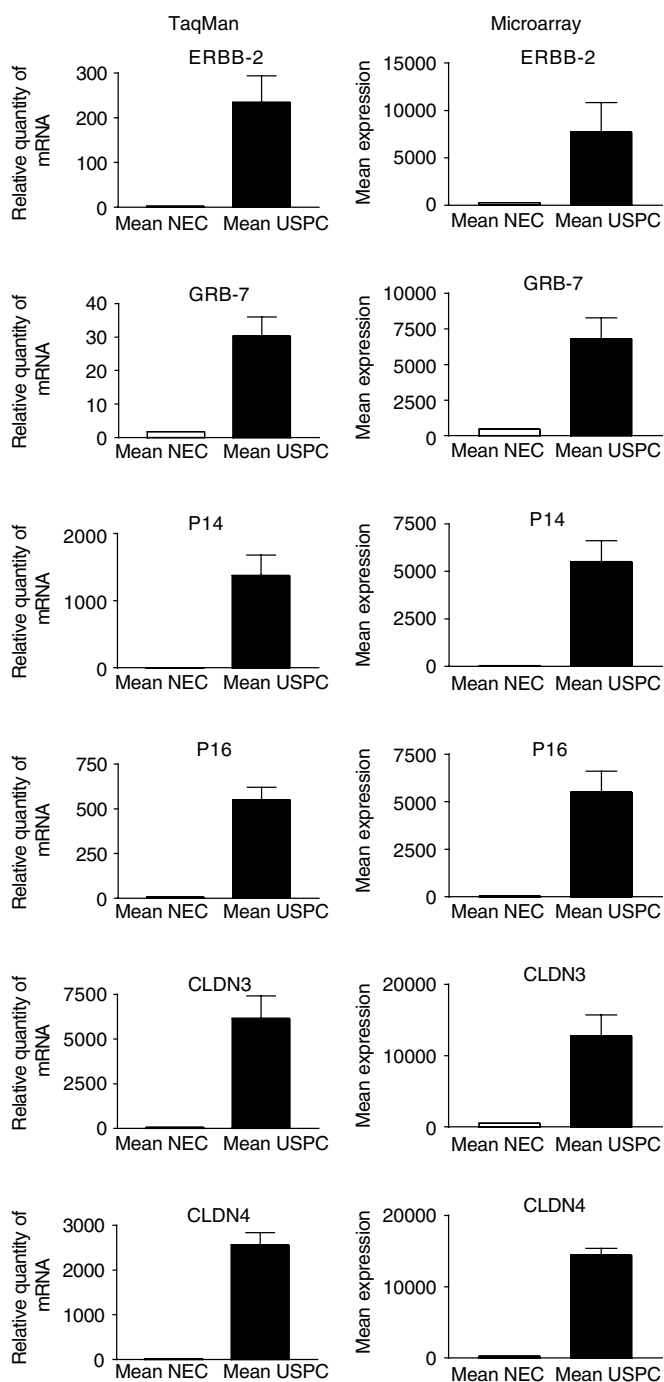 TaqMan
Microarray
ERBB-2
Relative quantity of
mRNA
300
200
100
0
Mean NEC Mean USPC
ERBB-2
Mean expression
15000
10000
5000
0
Mean NEC Mean USPC
GRB-7
Relative quantity of
mRNA
40
30
20
10
0
Mean NEC Mean USPC
GRB-7
Mean expression
10000
7500
5000
2500
0
Mean NEC Mean USPC
P14
Relative quantity of
mRNA
2000
1000
0
Mean NEC Mean USPC
P14
Mean expression
7500
5000
2500
0
Mean NEC Mean USPC
P16
Relative quantity of
mRNA
750
500
250
0
Mean NEC Mean USPC
P16
Mean expression
7500
5000
2500
0
Mean NEC Mean USPC
CLDN3
Relative quantity of
mRNA
7500
5000
2500
0
Mean NEC Mean USPC
CLDN3
Mean expression
20000
10000
0
Mean NEC Mean USPC
CLDN4
Relative quantity of
mRNA
3000
2000
1000
0
Mean NEC Mean USPC
CLDN4
Mean expression
20000
10000
0
Mean NEC Mean USPC